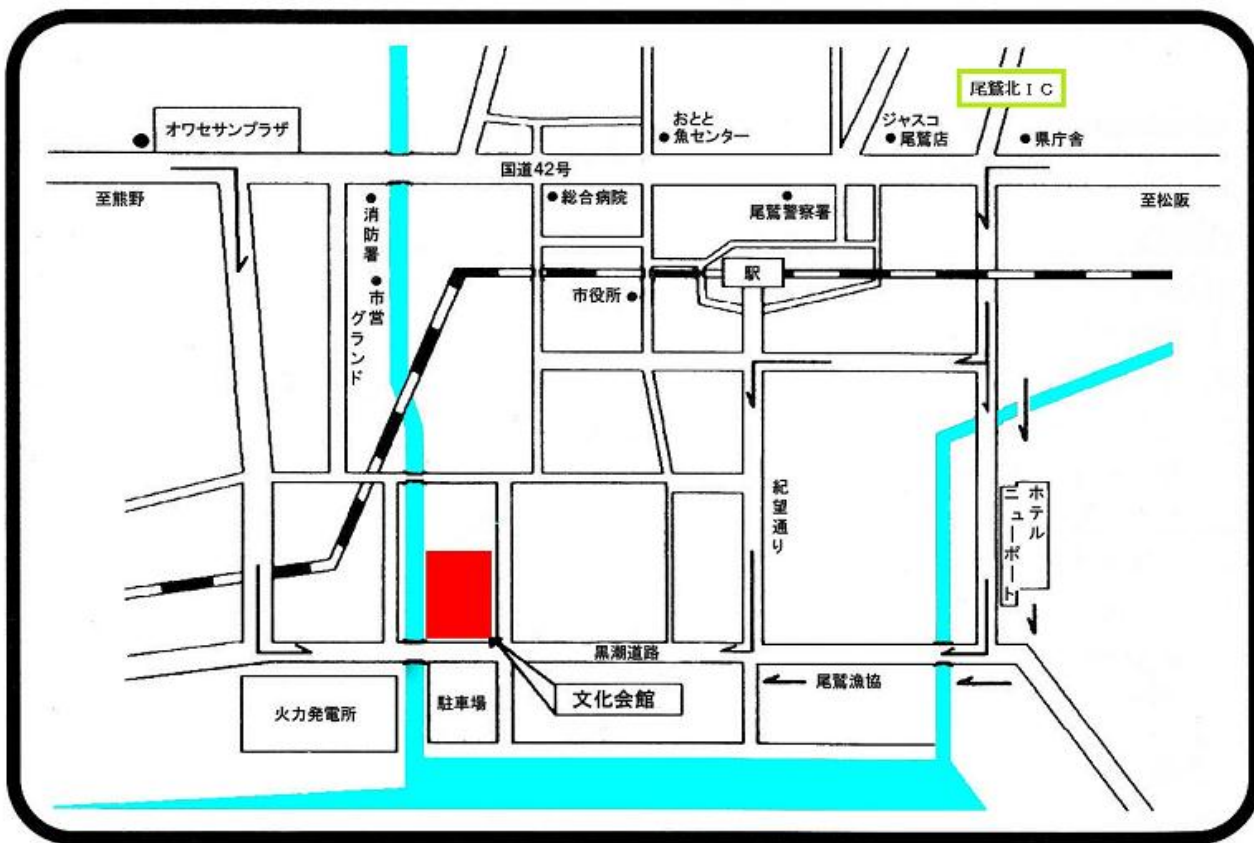 尾鷲北ＩＣ
オワセサンプラザ
おとと
魚センター
ジャスコ
尾鷲店
県庁舎
国道42号
至熊野
消防署
総合病院
尾鷲警察署
至松阪
駅
市営
グランド
市役所
紀望通り
ホテル
ニューポート
黒潮道路
尾鷲漁協
火力発電所
駐車場
文化会館